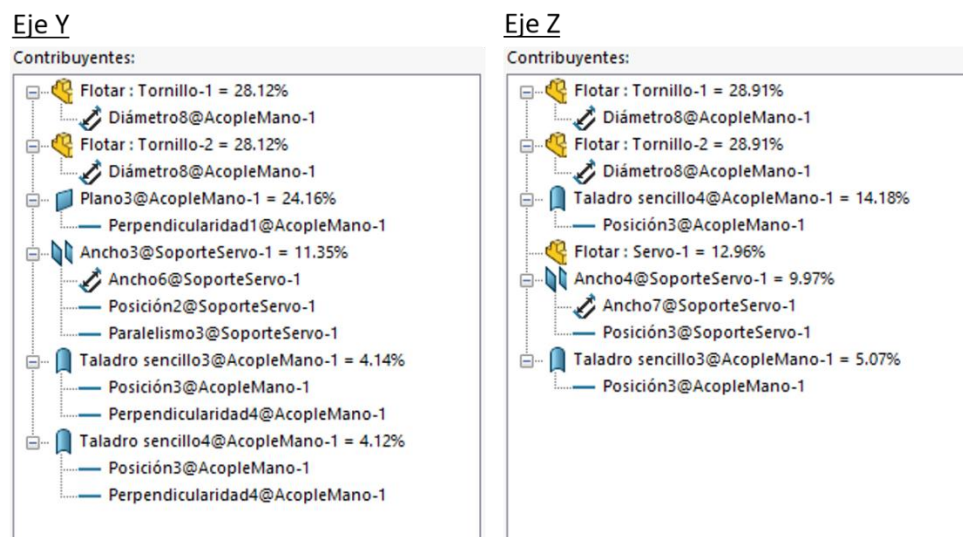 Eje Y
Contribuyentes:
Flotar : Tornillo-1 = 28.12%
Diámetro8@AcopleMano-1
Flotar : Tornillo-2 = 28.12%
Diámetro8@AcopleMano-1
Plano3@AcopleMano-1 = 24.16%
Perpendicularidad1@AcopleMano-1
Ancho3@SoporteServo-1 = 11.35%
Ancho6@SoporteServo-1
Posición2@SoporteServo-1
Paralelismo3@SoporteServo-1
Taladro sencillo3@AcopleMano-1 = 4.14%
Posición3@AcopleMano-1
Perpendicularidad4@AcopleMano-1
Taladro sencillo4@AcopleMano-1 = 4.12%
Posición3@AcopleMano-1
Perpendicularidad4@AcopleMano-1
Eje Z
Contribuyentes:
Flotar : Tornillo-1 = 28.91%
Diámetro8@AcopleMano-1
Flotar : Tornillo-2 = 28.91%
Diámetro8@AcopleMano-1
Taladro sencillo4@AcopleMano-1 = 14.18%
Posición3@AcopleMano-1
Flotar : Servo-1 = 12.96%
Ancho4@SoporteServo-1 = 9.97%
Ancho7@SoporteServo-1
Posición3@SoporteServo-1
Taladro sencillo3@AcopleMano-1 = 5.07%
Posición3@AcopleMano-1